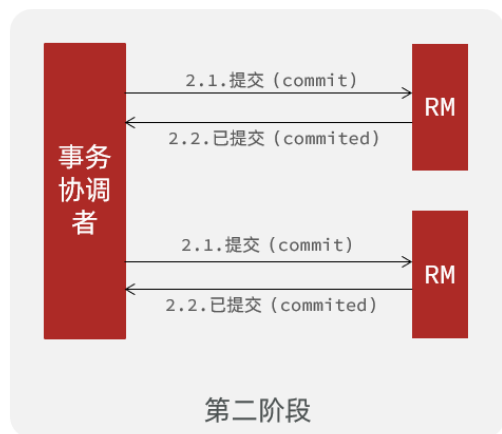 事务
协调
者
2.1.提交(commit)
2.2.已提交(commited)
RM
2.1.提交(commit)
2.2.已提交(commited)
RM
第二阶段